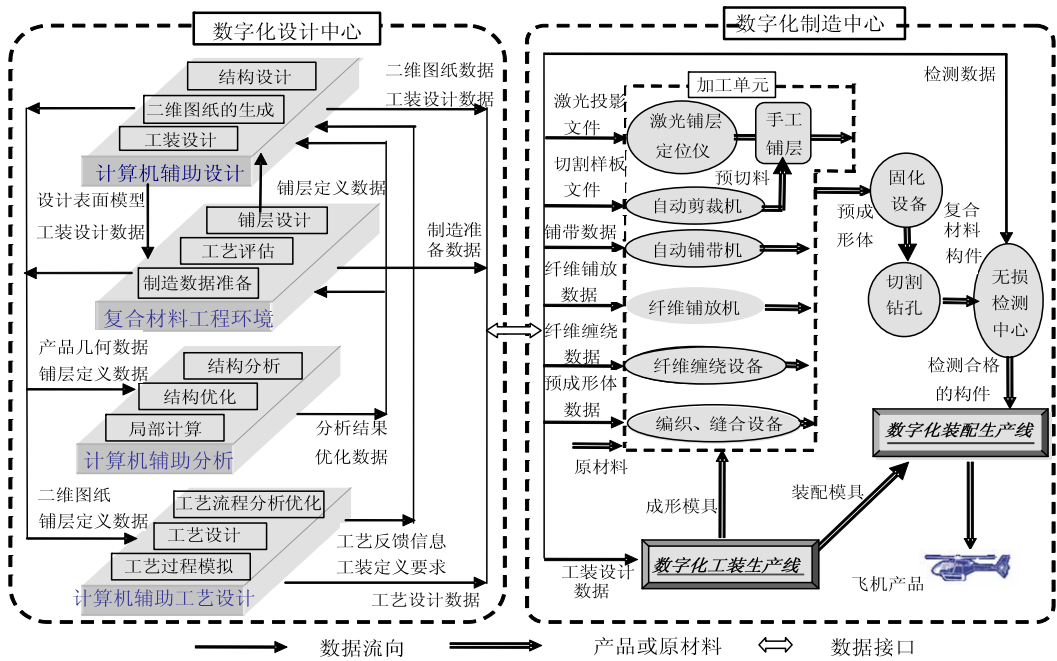 数字化设计中心
结构设计
二维图纸的生成
工装设计
计算机辅助设计
二维图纸数据
工装设计数据
设计表面模型
工装设计数据
铺层定义数据
铺层设计
工艺评估
制造数据准备
复合材料工程环境
制造准
备数据
产品几何数据
铺层定义数据
结构分析
结构优化
局部计算
计算机辅助分析
分析结果
优化数据
二维图纸
铺层定义数据
工艺流程分析优化
工艺设计
工艺过程模拟
计算机辅助工艺设计
工艺反馈信息
工装定义要求
工艺设计数据
数字化制造中心
检测数据
加工单元
激光投影
文件
激光铺层
定位仪
手工
铺层
切割样板
文件
预切料
自动剪裁机
铺带数据
自动铺带机
纤维铺放
数据
纤维铺放机
纤维缠绕
数据
纤维缠绕设备
预成形体
数据
编织、缝合设备
原材料
预成
形体
固化
设备
切割
钻孔
复合
材料
构件
无损
检测
中心
检测合格
的构件
数字化装配生产线
成形模具
装配模具
工装设计
数据
数字化工装生产线
飞机产品
数据流向
产品或原材料
数据接口